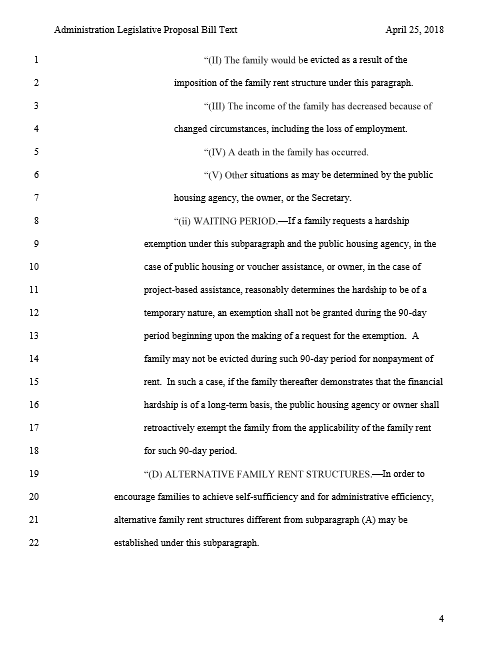 Administration Legislative Proposal Bill Text April 25, 2018
1 “(II) The family would be evicted as a result of the
2 imposition of the family rent structure under this paragraph.
3 “(III) The income of the family has decreased because of
4 changed circumstances, including the loss of employment.
5 “(IV) A death in the family has occurred.
6 “(V) Other situations as may be determined by the public
7 housing agency, the owner, or the Secretary.
8 “(ii) WAITING PERIOD.—If a family requests a hardship
9 exemption under this subparagraph and the public housing agency, in the
10 case of public housing or voucher assistance, or owner, in the case of
11 project-based assistance, reasonably determines the hardship to be of a
12 temporary nature, an exemption shall not be granted during the 90-day
13 period beginning upon the making of a request for the exemption. A
14 family may not be evicted during such 90-day period for nonpayment of
15 rent. In such a case, if the family thereafter demonstrates that the financial
16 hardship is of a long-term basis, the public housing agency or owner shall
17 retroactively exempt the family from the applicability of the family rent
18 for such 90-day period.
19 “(D) ALTERNATIVE FAMILY RENT STRUCTURES.—In order to
20 encourage families to achieve self-sufficiency and for administrative efficiency,
21 alternative family rent structures different from subparagraph (A) may be
22 established under this subparagraph.
4